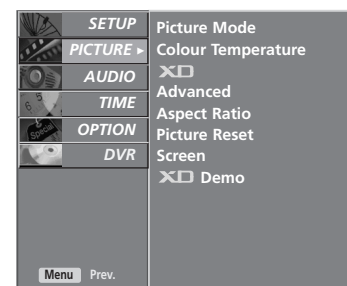 SETUP
PICTURE ►
AUDIO
TIME
OPTION
DVR
Menu Prev.
Picture Mode
Colour Temperature
XD
Advanced
Aspect Ratio
Picture Reset
Screen
XD Demo